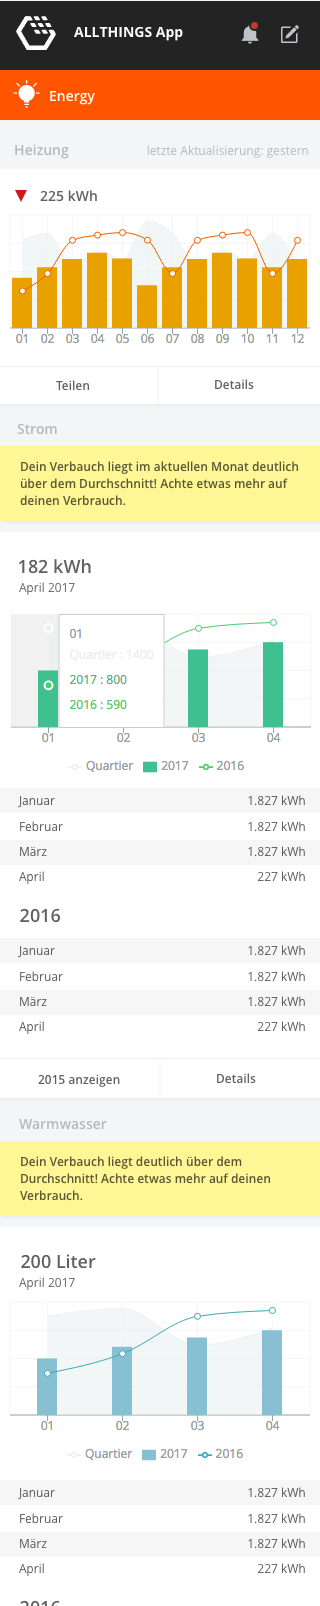 ALLTHINGS App
Energy
Heizung letzte Aktualisierung: gestern
225 kWh
01 02 03 04 05 06 07 08 09 10 11 12
Teilen Details
Strom
Dein Verbauch liegt im aktuellen Monat deutlich
über dem Durchschnitt! Achte etwas mehr auf
deinen Verbrauch.
182 kWh
April 2017
01
Quartier : 1400
2017 : 800
2016 : 590
01 02 03 04
Quartier 2017 2016
Januar 1.827 kWh
Februar 1.827 kWh
März 1.827 kWh
April 227 kWh
2016
Januar 1.827 kWh
Februar 1.827 kWh
März 1.827 kWh
April 227 kWh
2015 anzeigen Details
Warmwasser
Dein Verbauch liegt deutlich über dem
Durchschnitt! Achte etwas mehr auf deinen
Verbrauch.
200 Liter
April 2017
01 02 03 04
Quartier 2017 2016
Januar 1.827 kWh
Februar 1.827 kWh
März 1.827 kWh
April 227 kWh